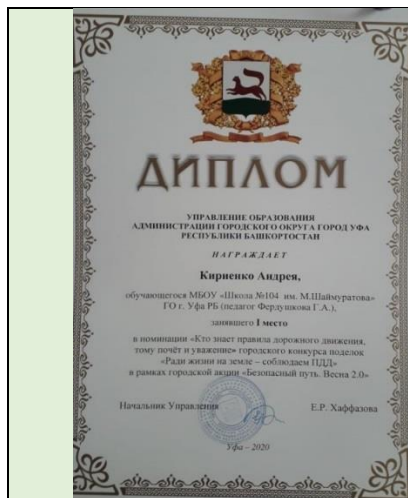 ДИПЛОМ
УПРАВЛЕНИЕ ОБРАЗОВАНИЯ
АДМИНИСТРАЦИИ ГОРОДСКОГО ОКРУГА ГОРОД УФА
РЕСПУБЛИКИ БАШКОРТОСТАН
НАГРАЖДАЕТ
Кириенко Андрея,
обучающегося МБОУ «Школа №104 им. М.Шаймуратова»
ГО г. Уфа РБ (педагог Фердушкова Г.А.),
занявшего I место
в номинации «Кто знает правила дорожного движения,
тому почёт и уважение» городского конкурса поделок
«Ради жизни на земле – соблюдаем ПДД»
в рамках городской акции «Безопасный путь. Весна 2.0»
Начальник Управления Е.Р. Хаффазова
Уфа – 2020